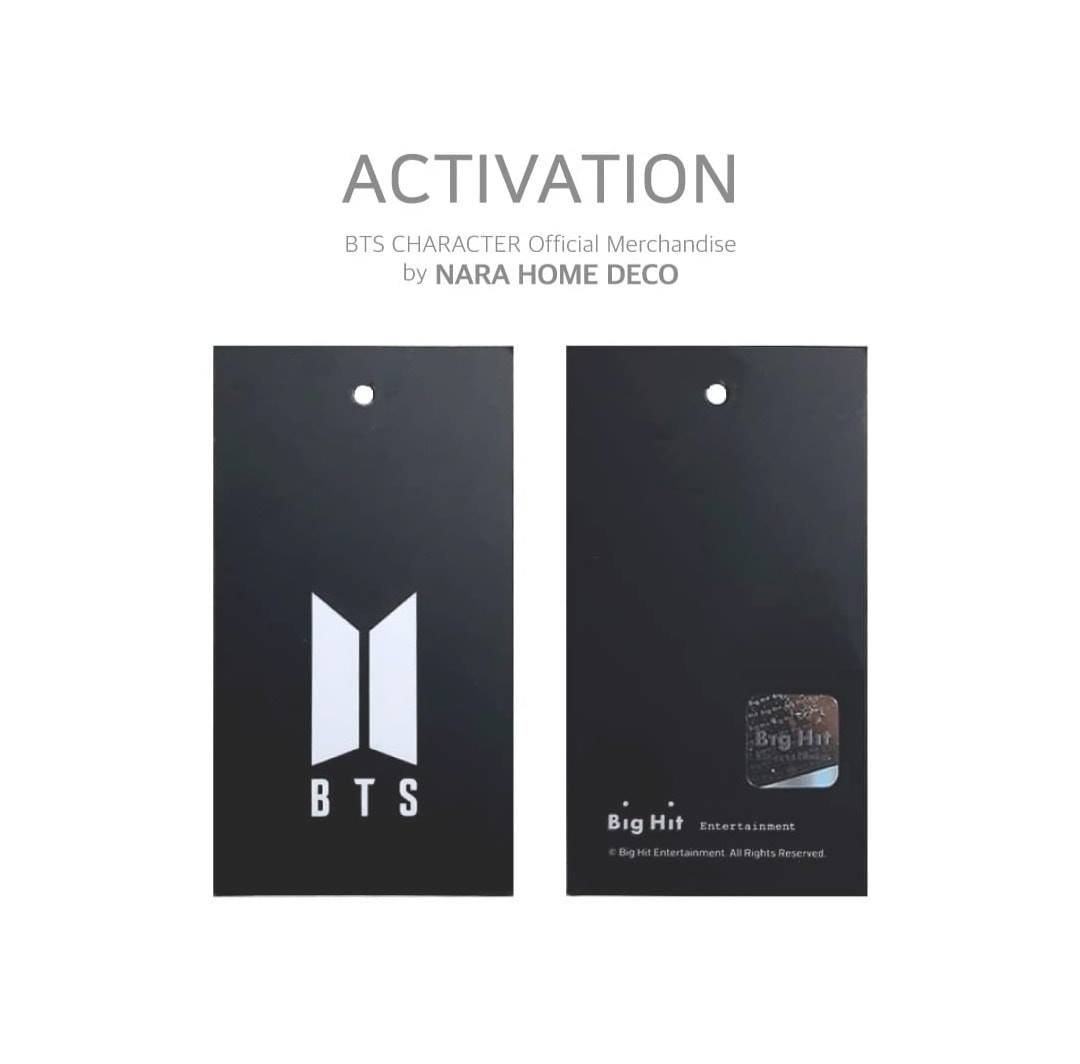 ACTIVATION
BTS CHARACTER Official Merchandise
by NARA HOME DECO
BTS
Big Hit
Big Hit Entertainment
© Big Hit Entertainment. All Rights Reserved.